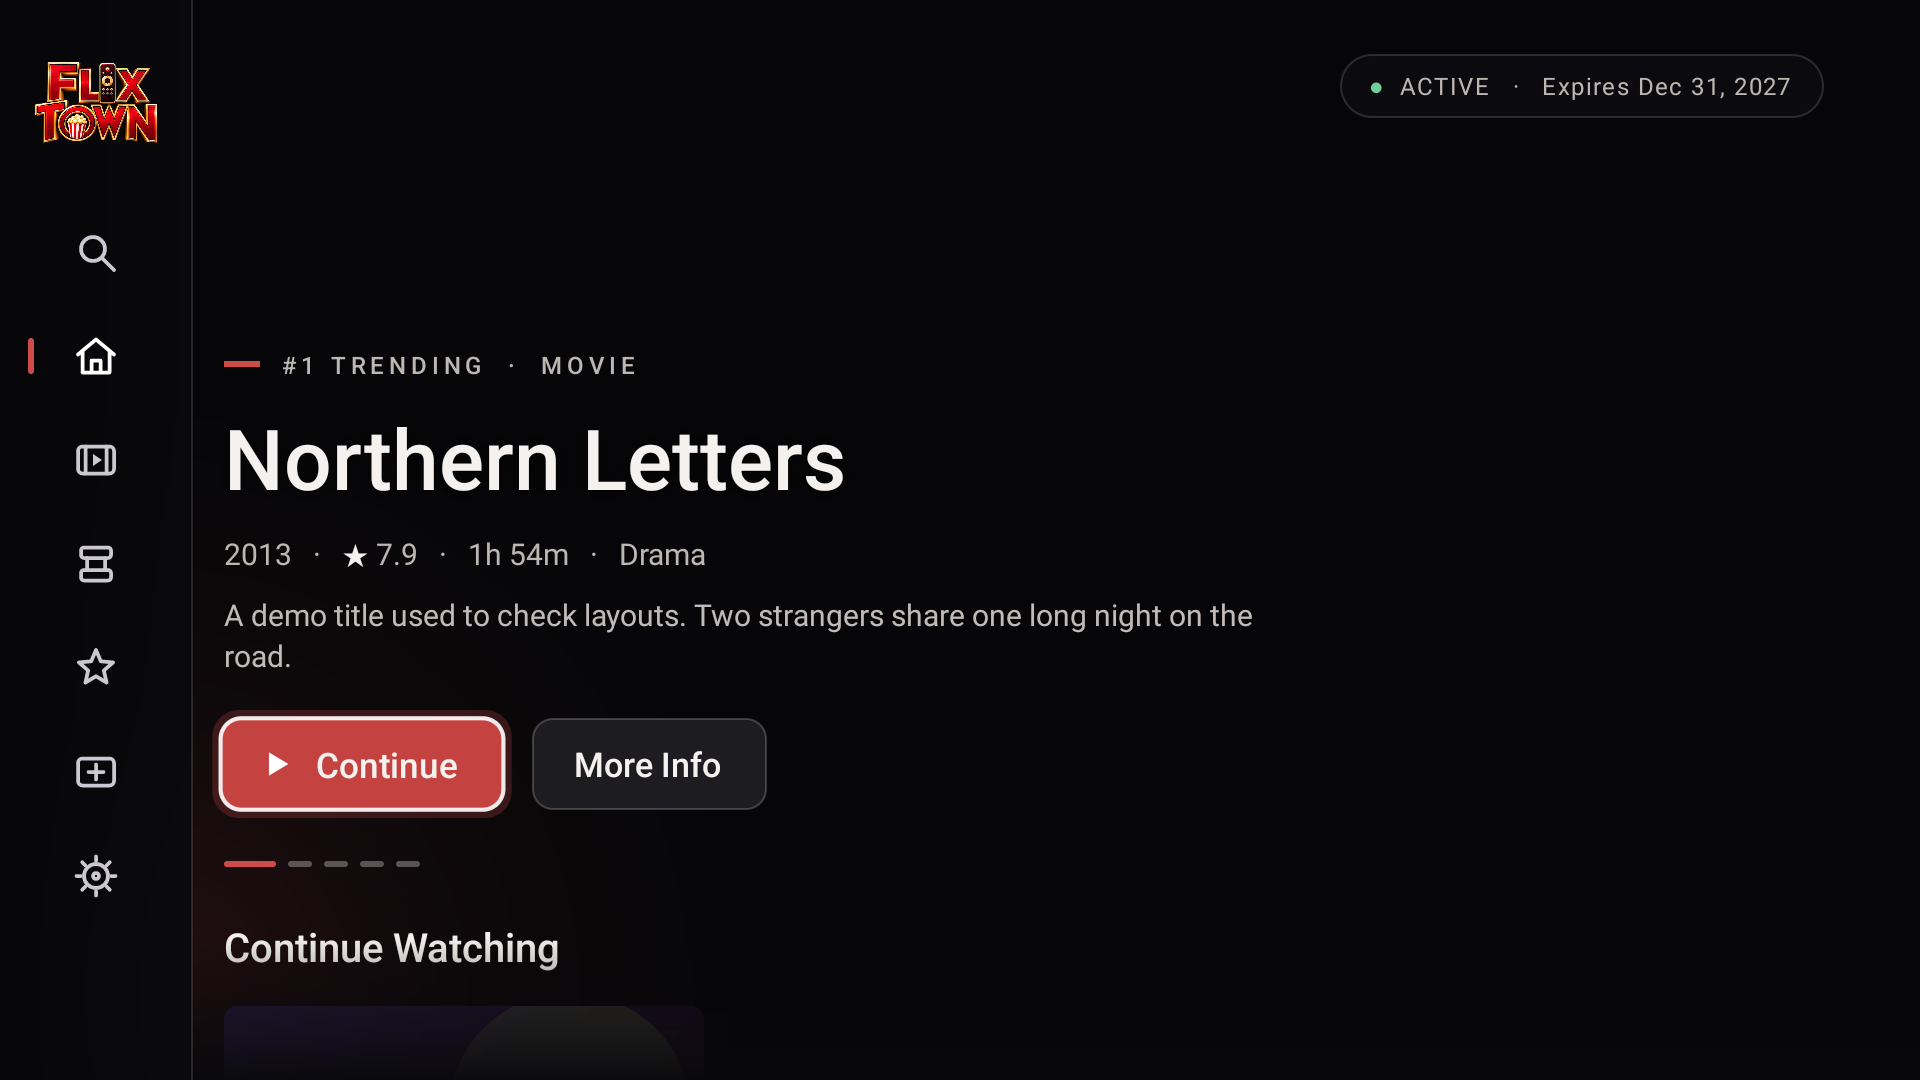 FLIX
TOWN
ACTIVE · Expires Dec 31, 2027
#1 TRENDING · MOVIE
Northern Letters
2013 · ★ 7.9 · 1h 54m · Drama
A demo title used to check layouts. Two strangers share one long night on the
road.
Continue
More Info
Continue Watching